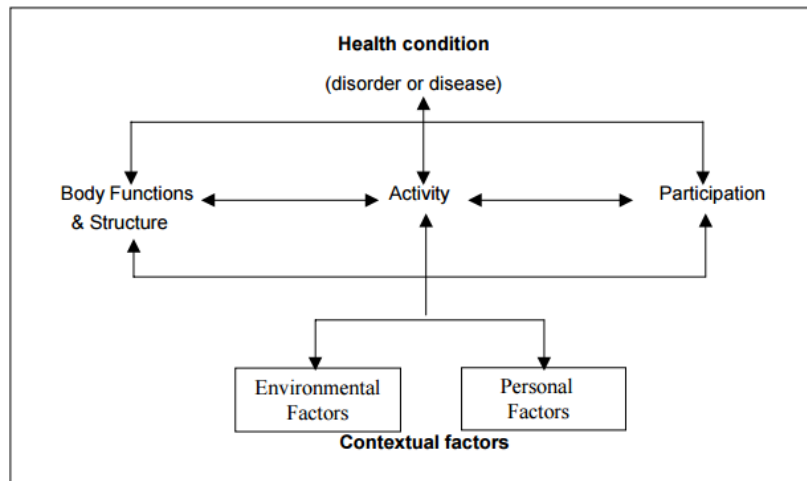 Health condition
(disorder or disease)
Body Functions
& Structure
Activity
Participation
Environmental
Factors
Personal
Factors
Contextual factors